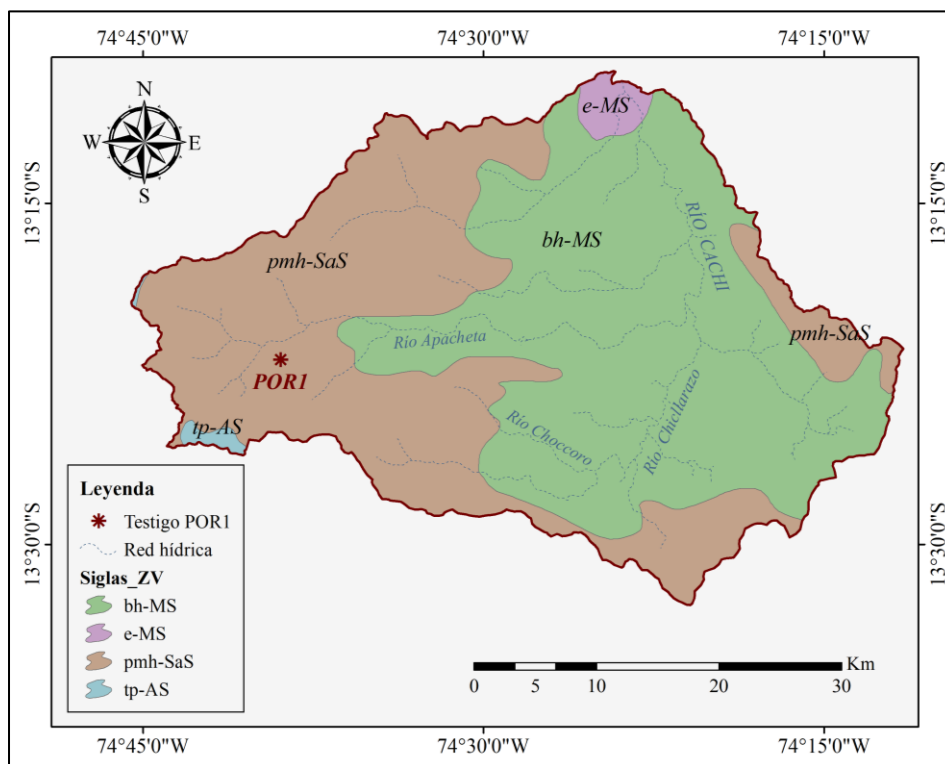 74°45'0"W 74°30'0"W 74°15'0"W
N
W E
S
e-MS
13°15'0"S 13°15'0"S
RÍO CACHI
bh-MS
pmh-SaS
pmh-SaS
Río Apacheta
POR1
Río Chicllarazo
Río Choccoro
tp-AS
Leyenda
Testigo POR1
Red hídrica
13°30'0"S 13°30'0"S
Siglas_ZV
bh-MS
e-MS
pmh-SaS
tp-AS
Km
0 5 10 20 30
74°45'0"W 74°30'0"W 74°15'0"W